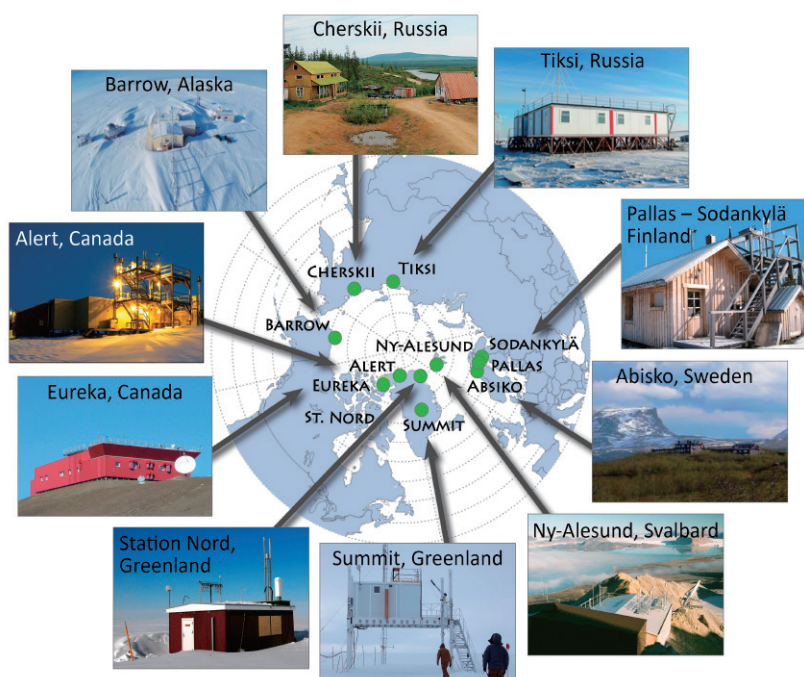 Cherskii, Russia
Barrow, Alaska
Tiksi, Russia
Pallas – Sodankylä
Finland
Alert, Canada
Cherskii
Tiksi
Barrow
Ny-Alesund
Sodankylä
Alert
Pallas
Eureka
Absiko
St. Nord
Summit
Eureka, Canada
Abisko, Sweden
Station Nord,
Greenland
Summit, Greenland
Ny-Alesund, Svalbard